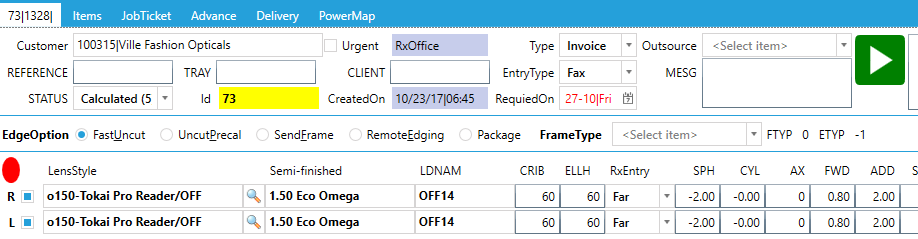 73|1328| Items JobTicket Advance Delivery PowerMap
Customer 100315|Ville Fashion Opticals Urgent RxOffice Type Invoice Outsource <Select item>
REFERENCE TRAY CLIENT EntryType Fax MESG
STATUS Calculated (5 Id 73 CreatedOn 10/23/17|06:45 RequiedOn 27-10|Fri
EdgeOption FastUncut UncutPrecal SendFrame RemoteEdging Package FrameType <Select item> FTYP 0 ETYP -1
LensStyle Semi-finished LDNAM CRIB ELLH RxEntry SPH CYL AX FWD ADD S
R o150-Tokai Pro Reader/OFF 1.50 Eco Omega OFF14 60 60 Far -2.00 -0.00 0 0.80 2.00
L o150-Tokai Pro Reader/OFF 1.50 Eco Omega OFF14 60 60 Far -2.00 -0.00 0 0.80 2.00